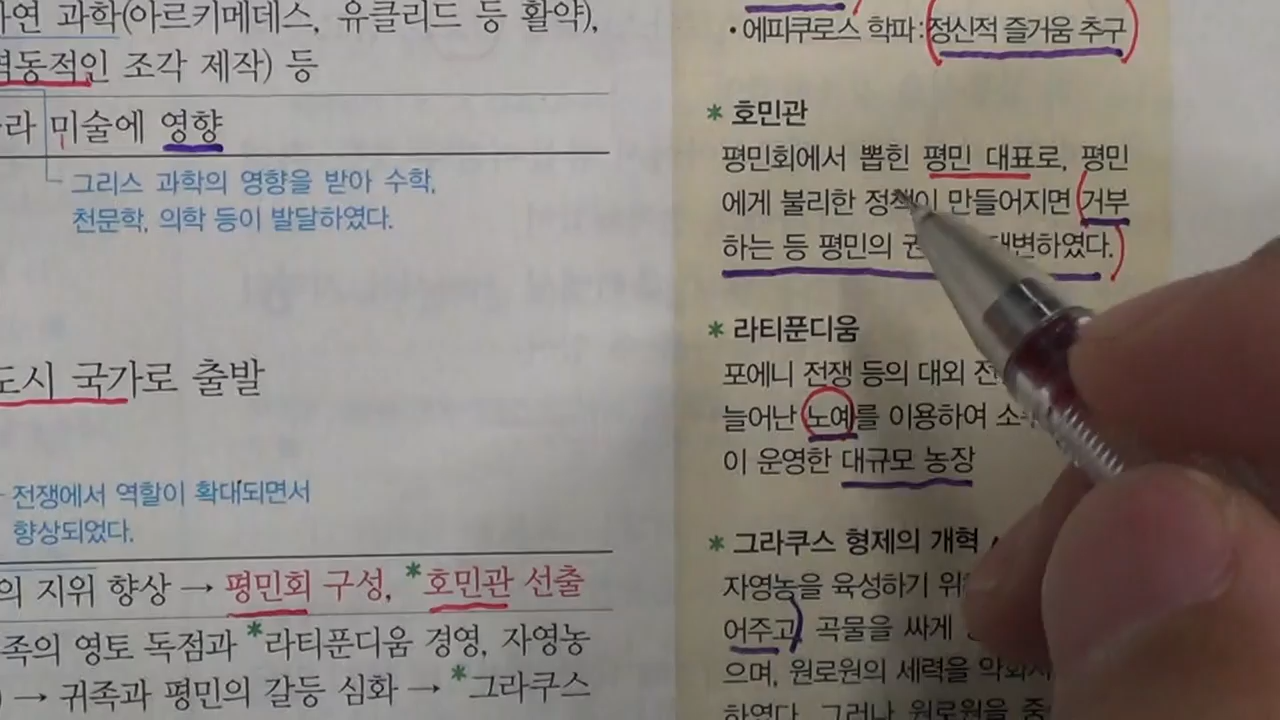 연 과학(아르키메데스, 유클리드 등 활약),
동적인 조각 제작) 등
라 미술에 영향
그리스 과학의 영향을 받아 수학,
천문학, 의학 등이 발달하였다.
도시 국가로 출발
전쟁에서 역할이 확대되면서
향상되었다.
의 지위 향상 → 평민회 구성, *호민관 선출
족의 영토 독점과 *라티푼디움 경영, 자영농
) → 귀족과 평민의 갈등 심화 → *그라쿠스
• 에피쿠로스 학파: 정신적 즐거움 추구
* 호민관
평민회에서 뽑힌 평민 대표로, 평민
에게 불리한 정책이 만들어지면 거부
하는 등 평민의 대변하였다.
* 라티푼디움
포에니 전쟁 등의 대외
늘어난 노예를 이용하여
이 운영한 대규모 농장
* 그라쿠스 형제의 개혁
자영농을 육성하기
어주고, 곡물을 싸게
으며, 원로원의 세력을
하였다. 그러나 원로원을